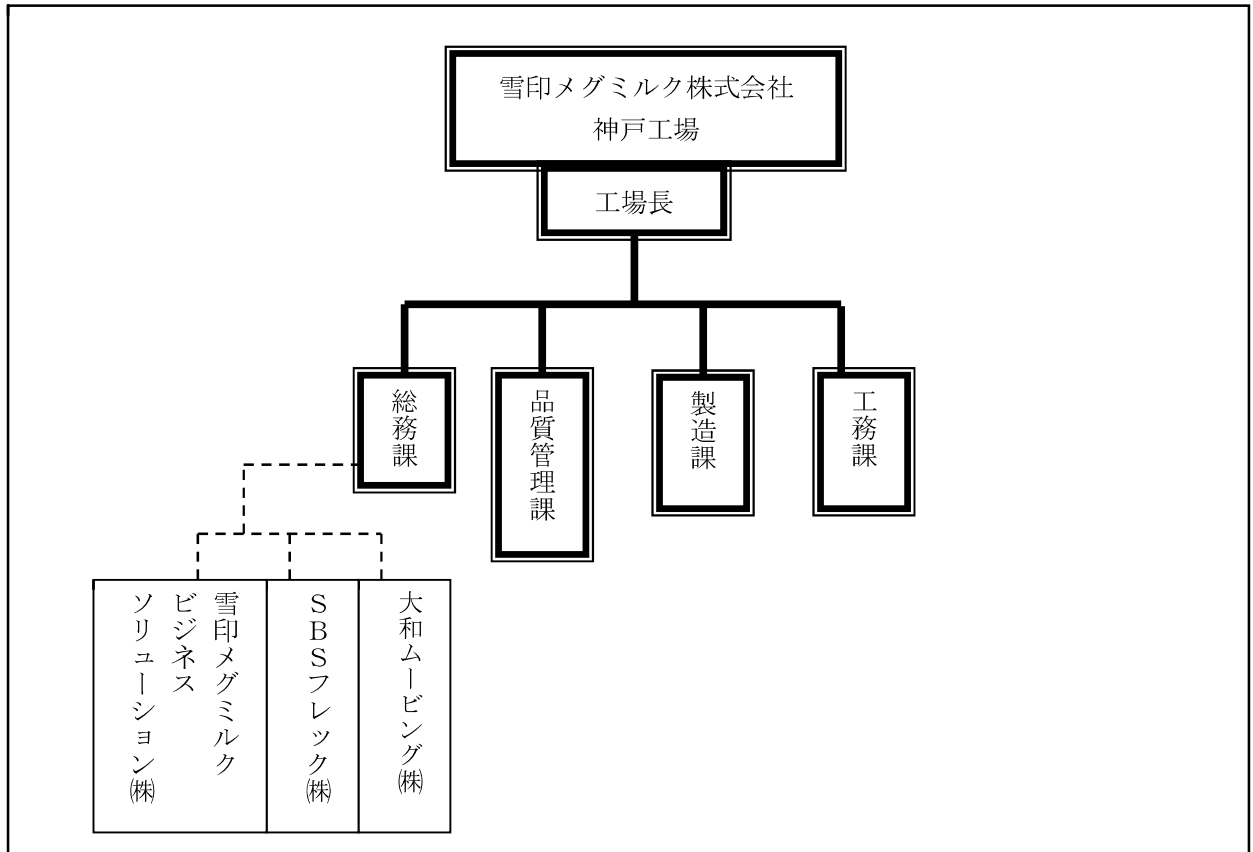 雪印メグミルク株式会社
神戸工場
工場長
総務課
品質管理課
製造課
工務課
雪印メグミルク
ビジネス
ソリューション㈱
ＳＢＳフレック㈱
大和ムービング㈱